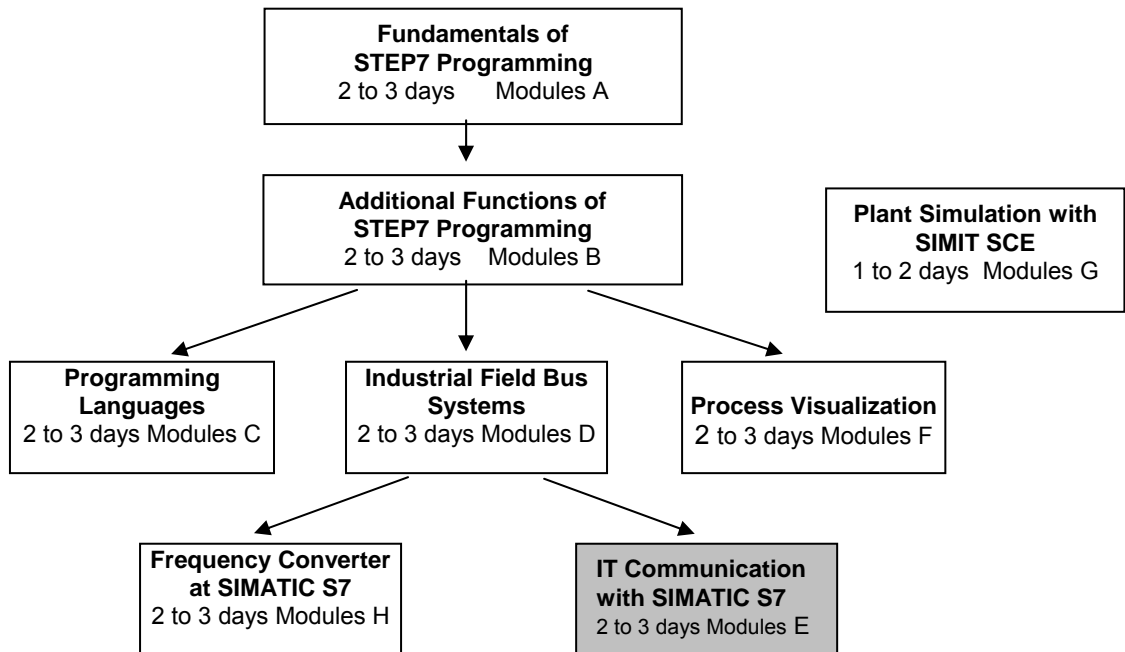 Fundamentals of
STEP7 Programming
2 to 3 days Modules A
Additional Functions of
STEP7 Programming
2 to 3 days Modules B
Plant Simulation with
SIMIT SCE
1 to 2 days Modules G
Programming
Languages
2 to 3 days Modules C
Industrial Field Bus
Systems
2 to 3 days Modules D
Process Visualization
2 to 3 days Modules F
Frequency Converter
at SIMATIC S7
2 to 3 days Modules H
IT Communication
with SIMATIC S7
2 to 3 days Modules E